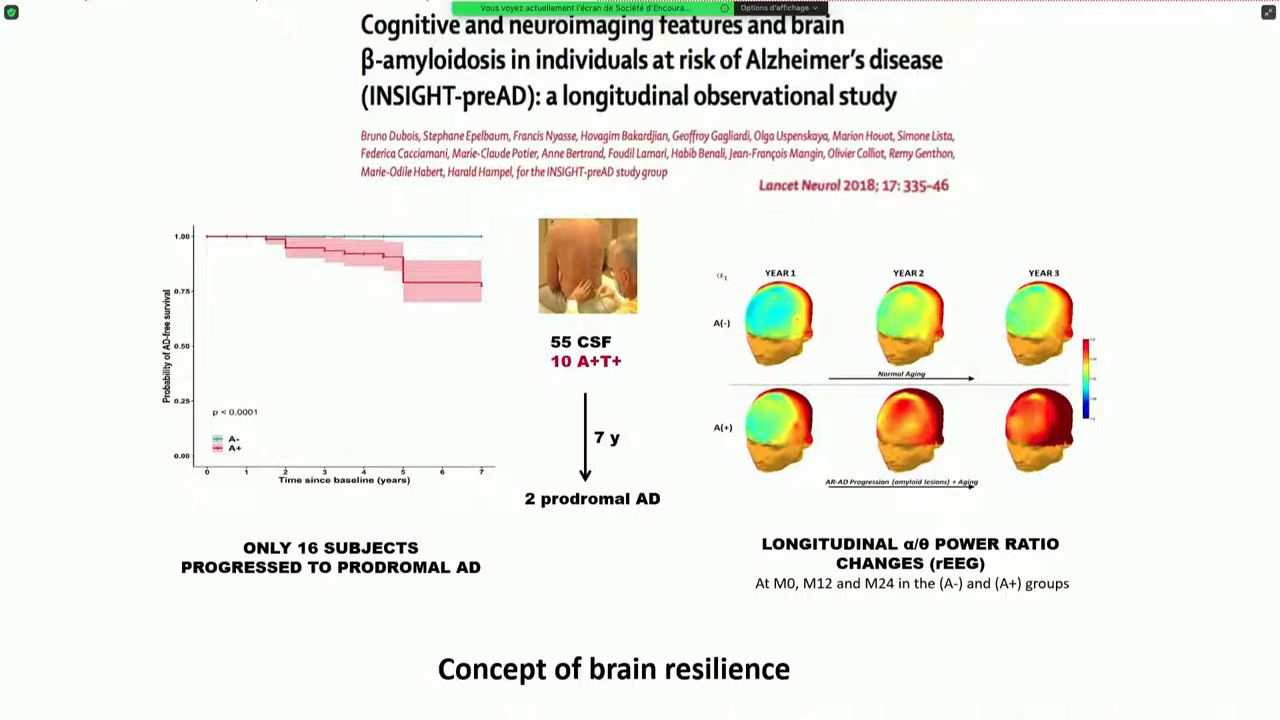 Vous voyez actuellement l'écran de Société d'Encoura...
Options d'affichage
Cognitive and neuroimaging features and brain
β-amyloidosis in individuals at risk of Alzheimer's disease
(INSIGHT-preAD): a longitudinal observational study
Bruno Dubois, Stephane Epelbaum, Francis Nyasse, Hovagim Bakardjian, Geoffroy Gagliardi, Olga Uspenskaya, Marion Houot, Simone Lista,
Federica Cacciamani, Marie-Claude Potier, Anne Bertrand, Foudil Lamari, Habib Benali, Jean-François Mangin, Olivier Colliot, Remy Genthon,
Marie-Odile Habert, Harald Hampel, for the INSIGHT-preAD study group
Lancet Neurol 2018; 17: 335–46
Probability of AD-free survival
1.00
0.75
0.50
0.25
0.00
p < 0.0001
A-
A+
0 1 2 3 4 5 6 7
Time since baseline (years)
ONLY 16 SUBJECTS
PROGRESSED TO PRODROMAL AD
55 CSF
10 A+T+
7 y
2 prodromal AD
α1
YEAR 1 YEAR 2 YEAR 3
A(-)
Normal Aging
A(+)
AR-AD Progression (amyloid lesions) + Aging
LONGITUDINAL α/θ POWER RATIO
CHANGES (rEEG)
At M0, M12 and M24 in the (A-) and (A+) groups
Concept of brain resilience